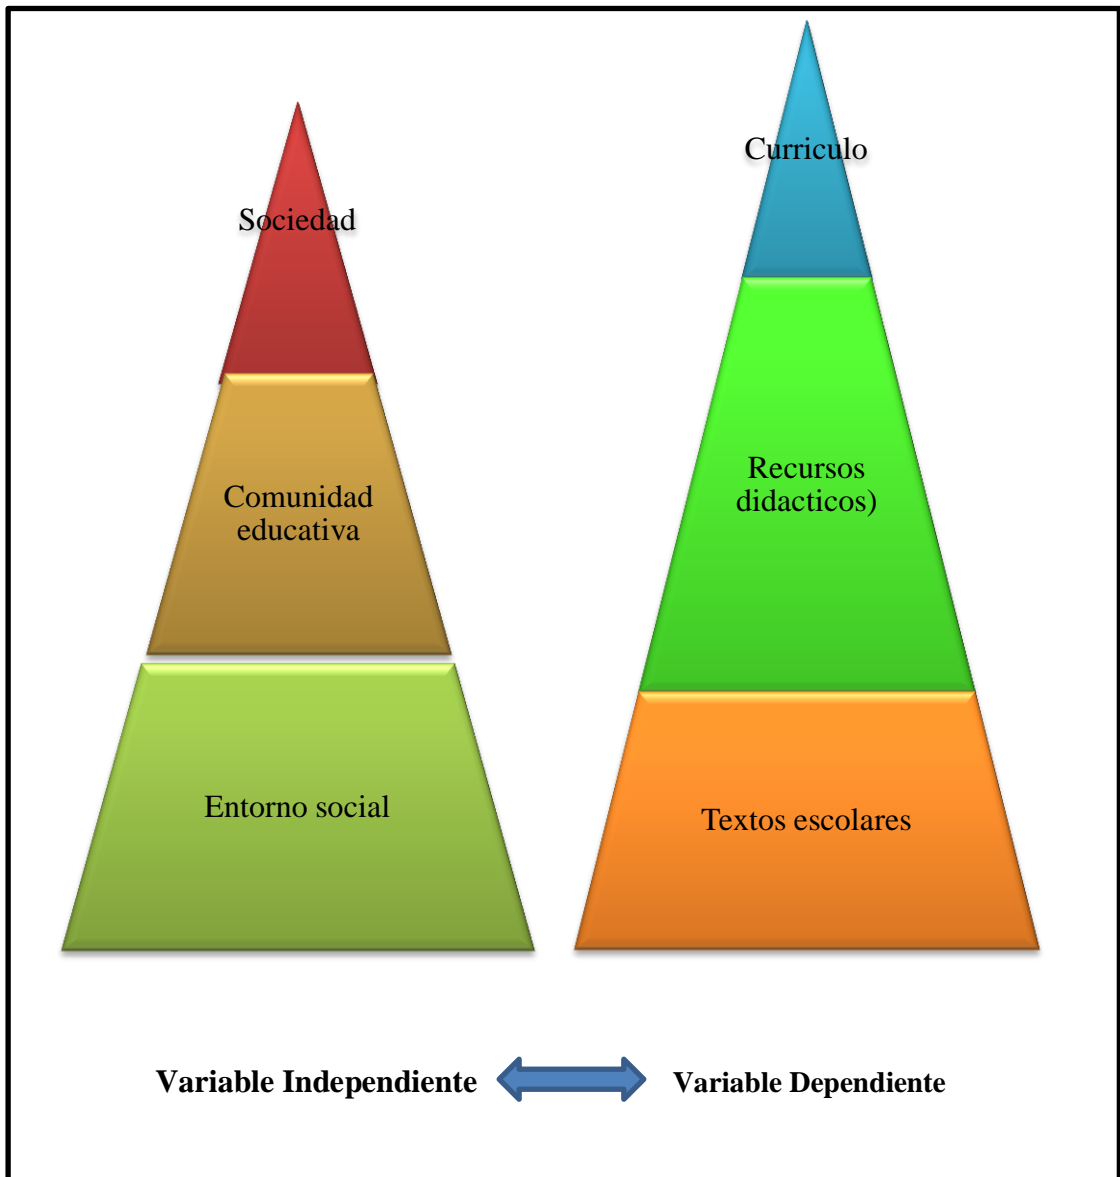 Sociedad
Comunidad
educativa
Entorno social
Curriculo
Recursos
didacticos)
Textos escolares
Variable Independiente
Variable Dependiente